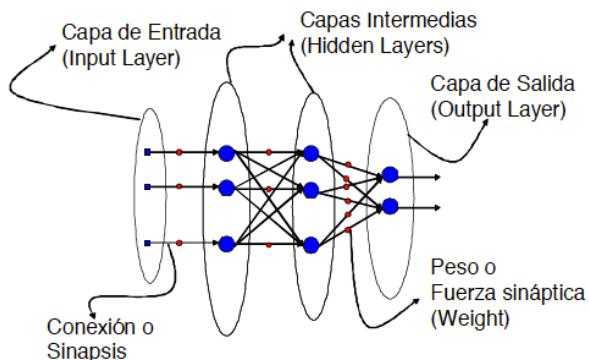 Capa de Entrada
(Input Layer)
Capas Intermedias
(Hidden Layers)
Capa de Salida
(Output Layer)
Peso o
Fuerza sináptica
(Weight)
Conexión o
Sinapsis